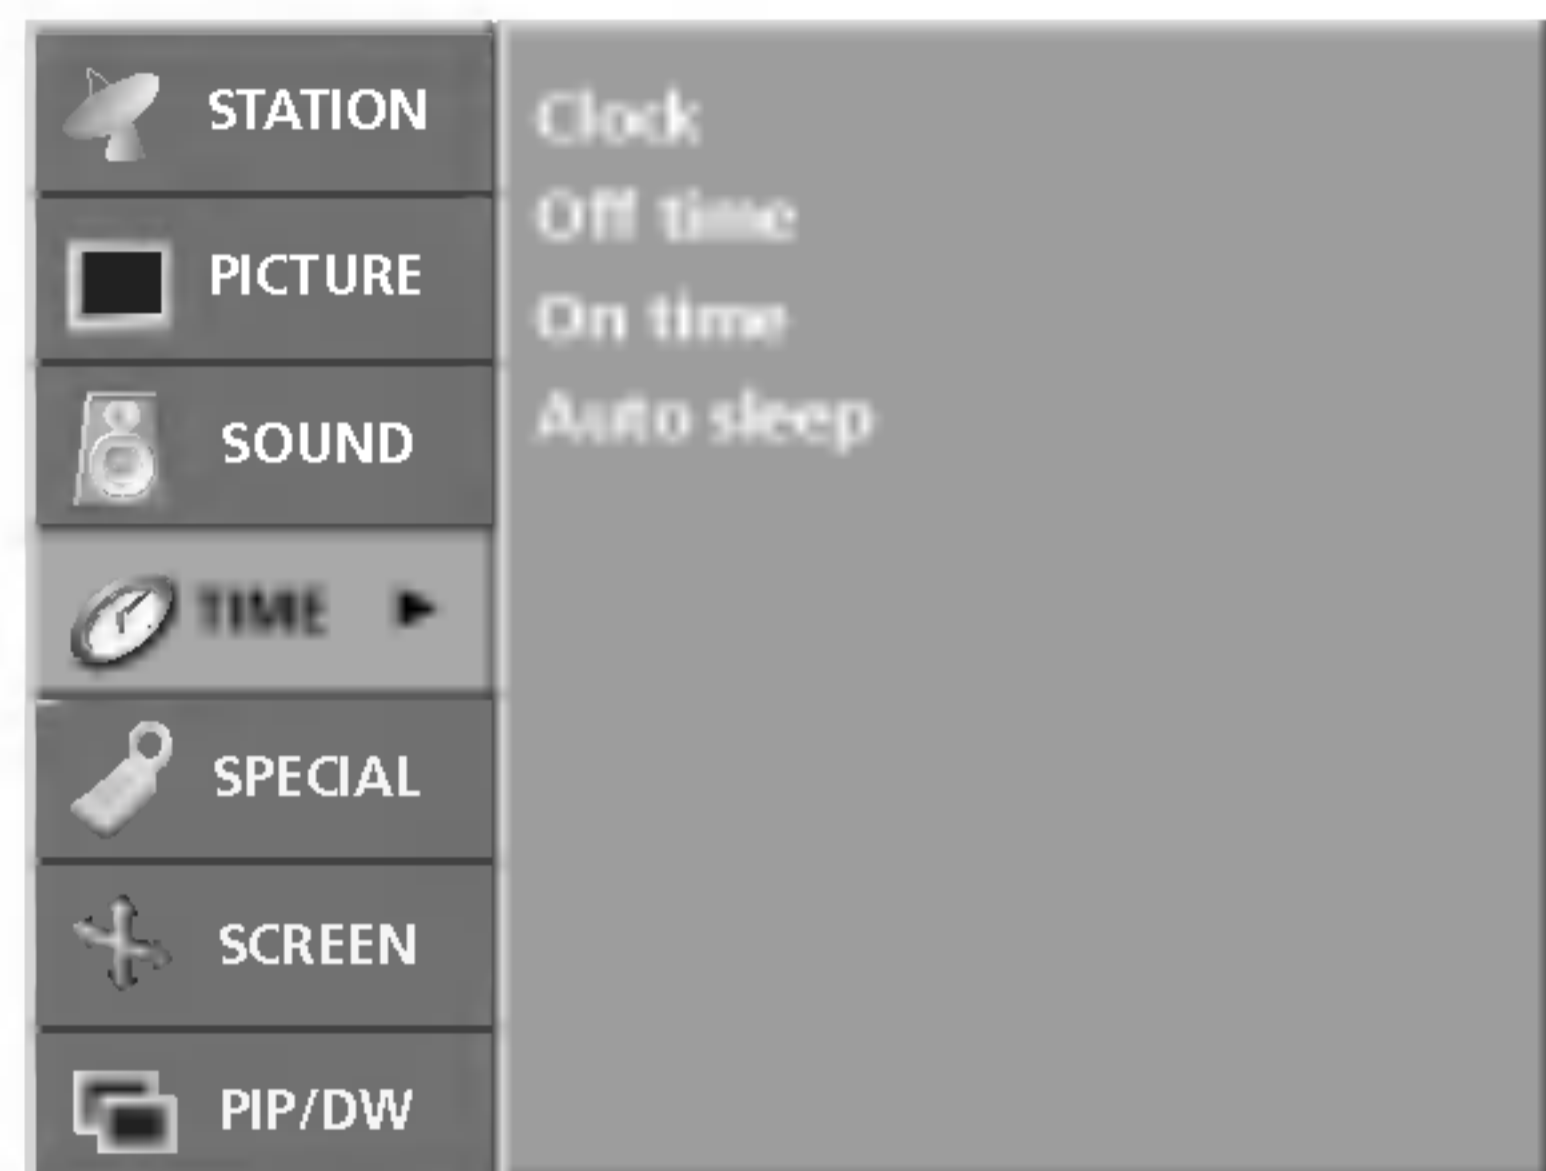 STATION
PICTURE
SOUND
TIME ►
SPECIAL
SCREEN
PIP/DW
Clock
Off time
On time
Auto sleep